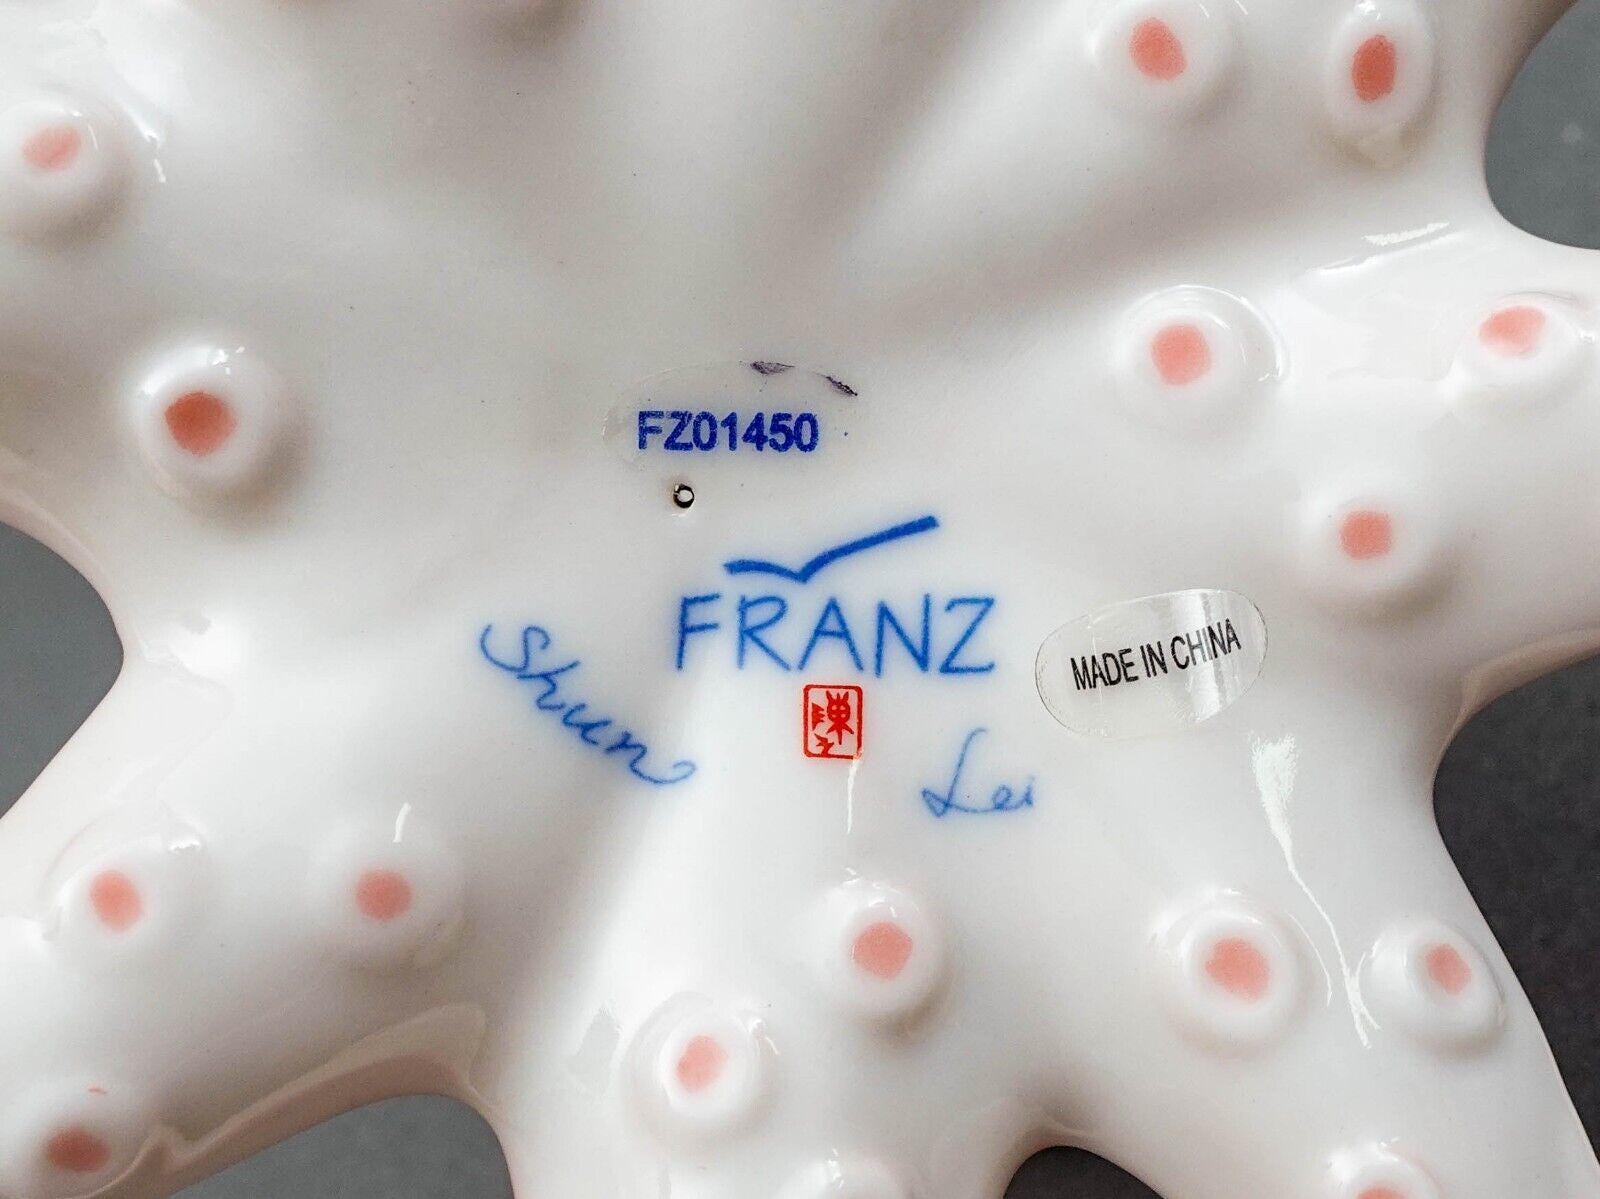 FZ01450
FRANZ
Shun
MADE IN CHINA
Lei